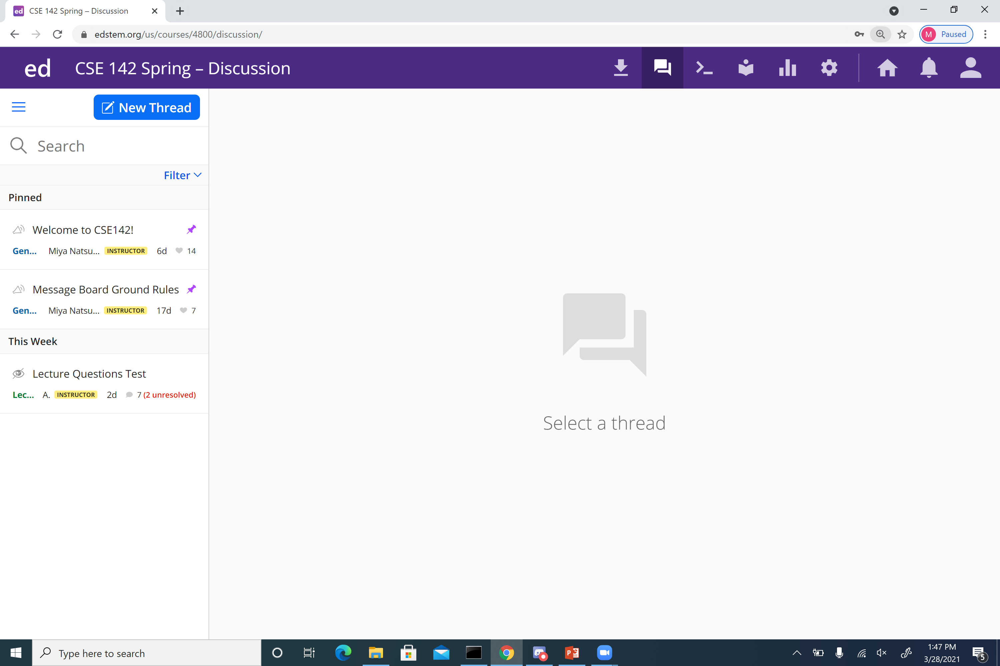 ed CSE 142 Spring – Discussion
edstem.org/us/courses/4800/discussion/
M Paused
ed CSE 142 Spring – Discussion
New Thread
Search
Filter
Pinned
Welcome to CSE142!
Gen... Miya Natsu... INSTRUCTOR 6d 14
Message Board Ground Rules
Gen... Miya Natsu... INSTRUCTOR 17d 7
This Week
Lecture Questions Test
Lec... A. INSTRUCTOR 2d 7 (2 unresolved)
Select a thread
Type here to search
P
1:47 PM
3/28/2021
5